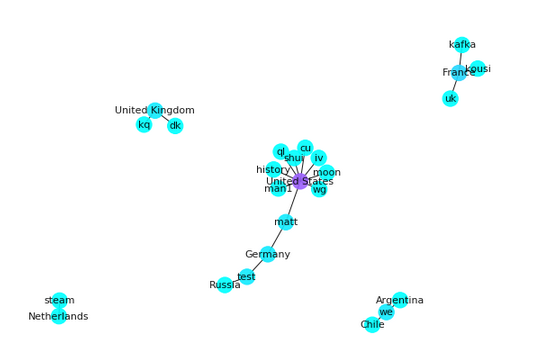 kafka
France
kousi
uk
United Kingdom
kq
dk
cu
ql
shui
iv
history
moon
United States
man1
wg
matt
Germany
test
Russia
steam
Netherlands
Argentina
we
Chile